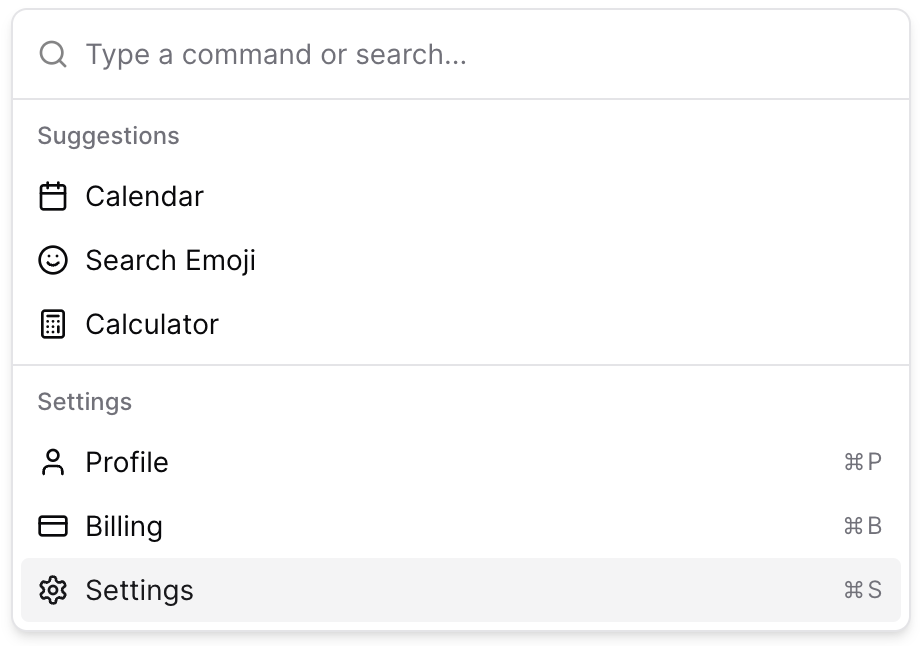 Type a command or search...
Suggestions
Calendar
Search Emoji
Calculator
Settings
Profile ⌘P
Billing ⌘B
Settings ⌘S